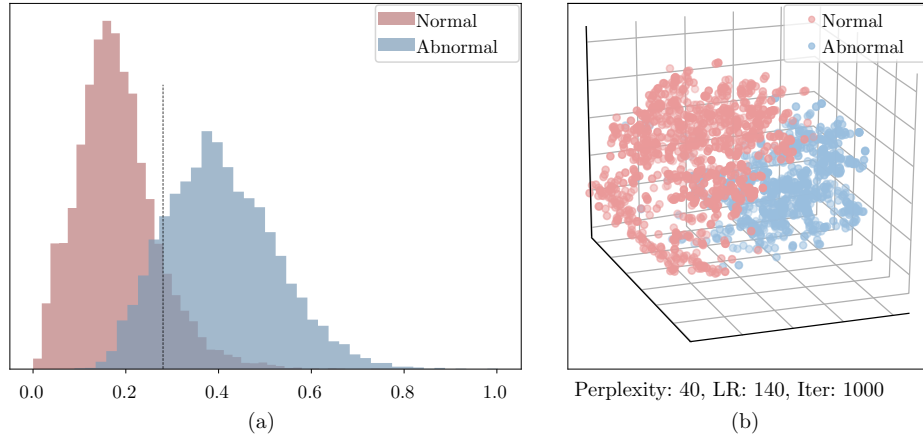 Normal
Abnormal
0.0 0.2 0.4 0.6 0.8 1.0
(a)
Normal
Abnormal
Perplexity: 40, LR: 140, Iter: 1000
(b)